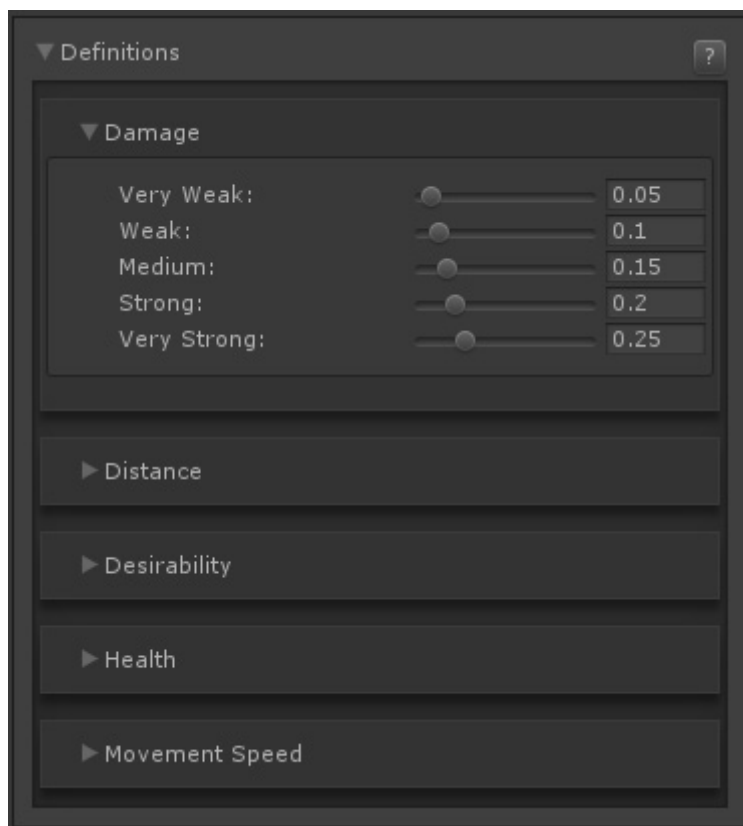 Definitions ?
Damage
Very Weak: 0.05
Weak: 0.1
Medium: 0.15
Strong: 0.2
Very Strong: 0.25
Distance
Desirability
Health
Movement Speed